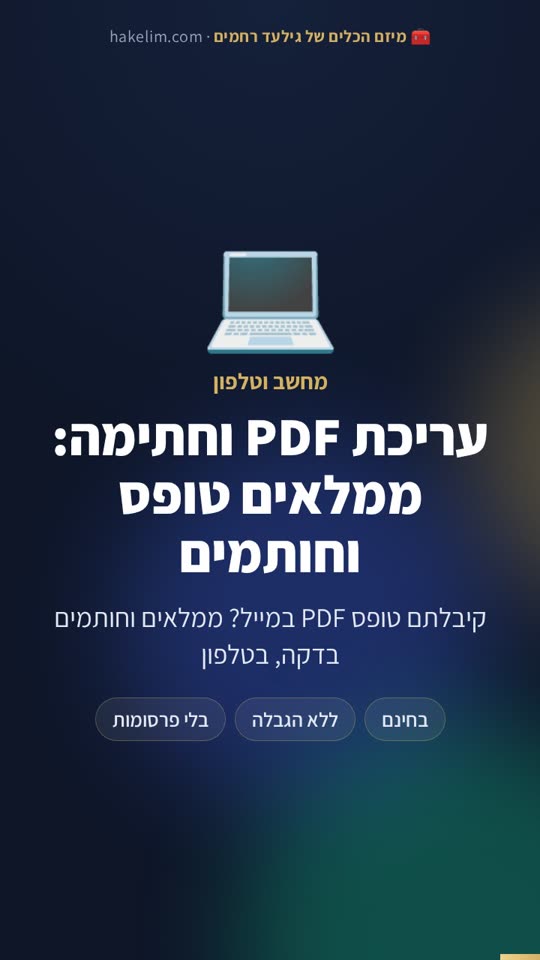 🧰 מיזם הכלים של גילעד רחמים · hakelim.com
מחשב וטלפון
עריכת PDF וחתימה:
ממלאים טופס
וחותמים
קיבלתם טופס PDF במייל? ממלאים וחותמים
בדקה, בטלפון
בחינם
ללא הגבלה
בלי פרסומות